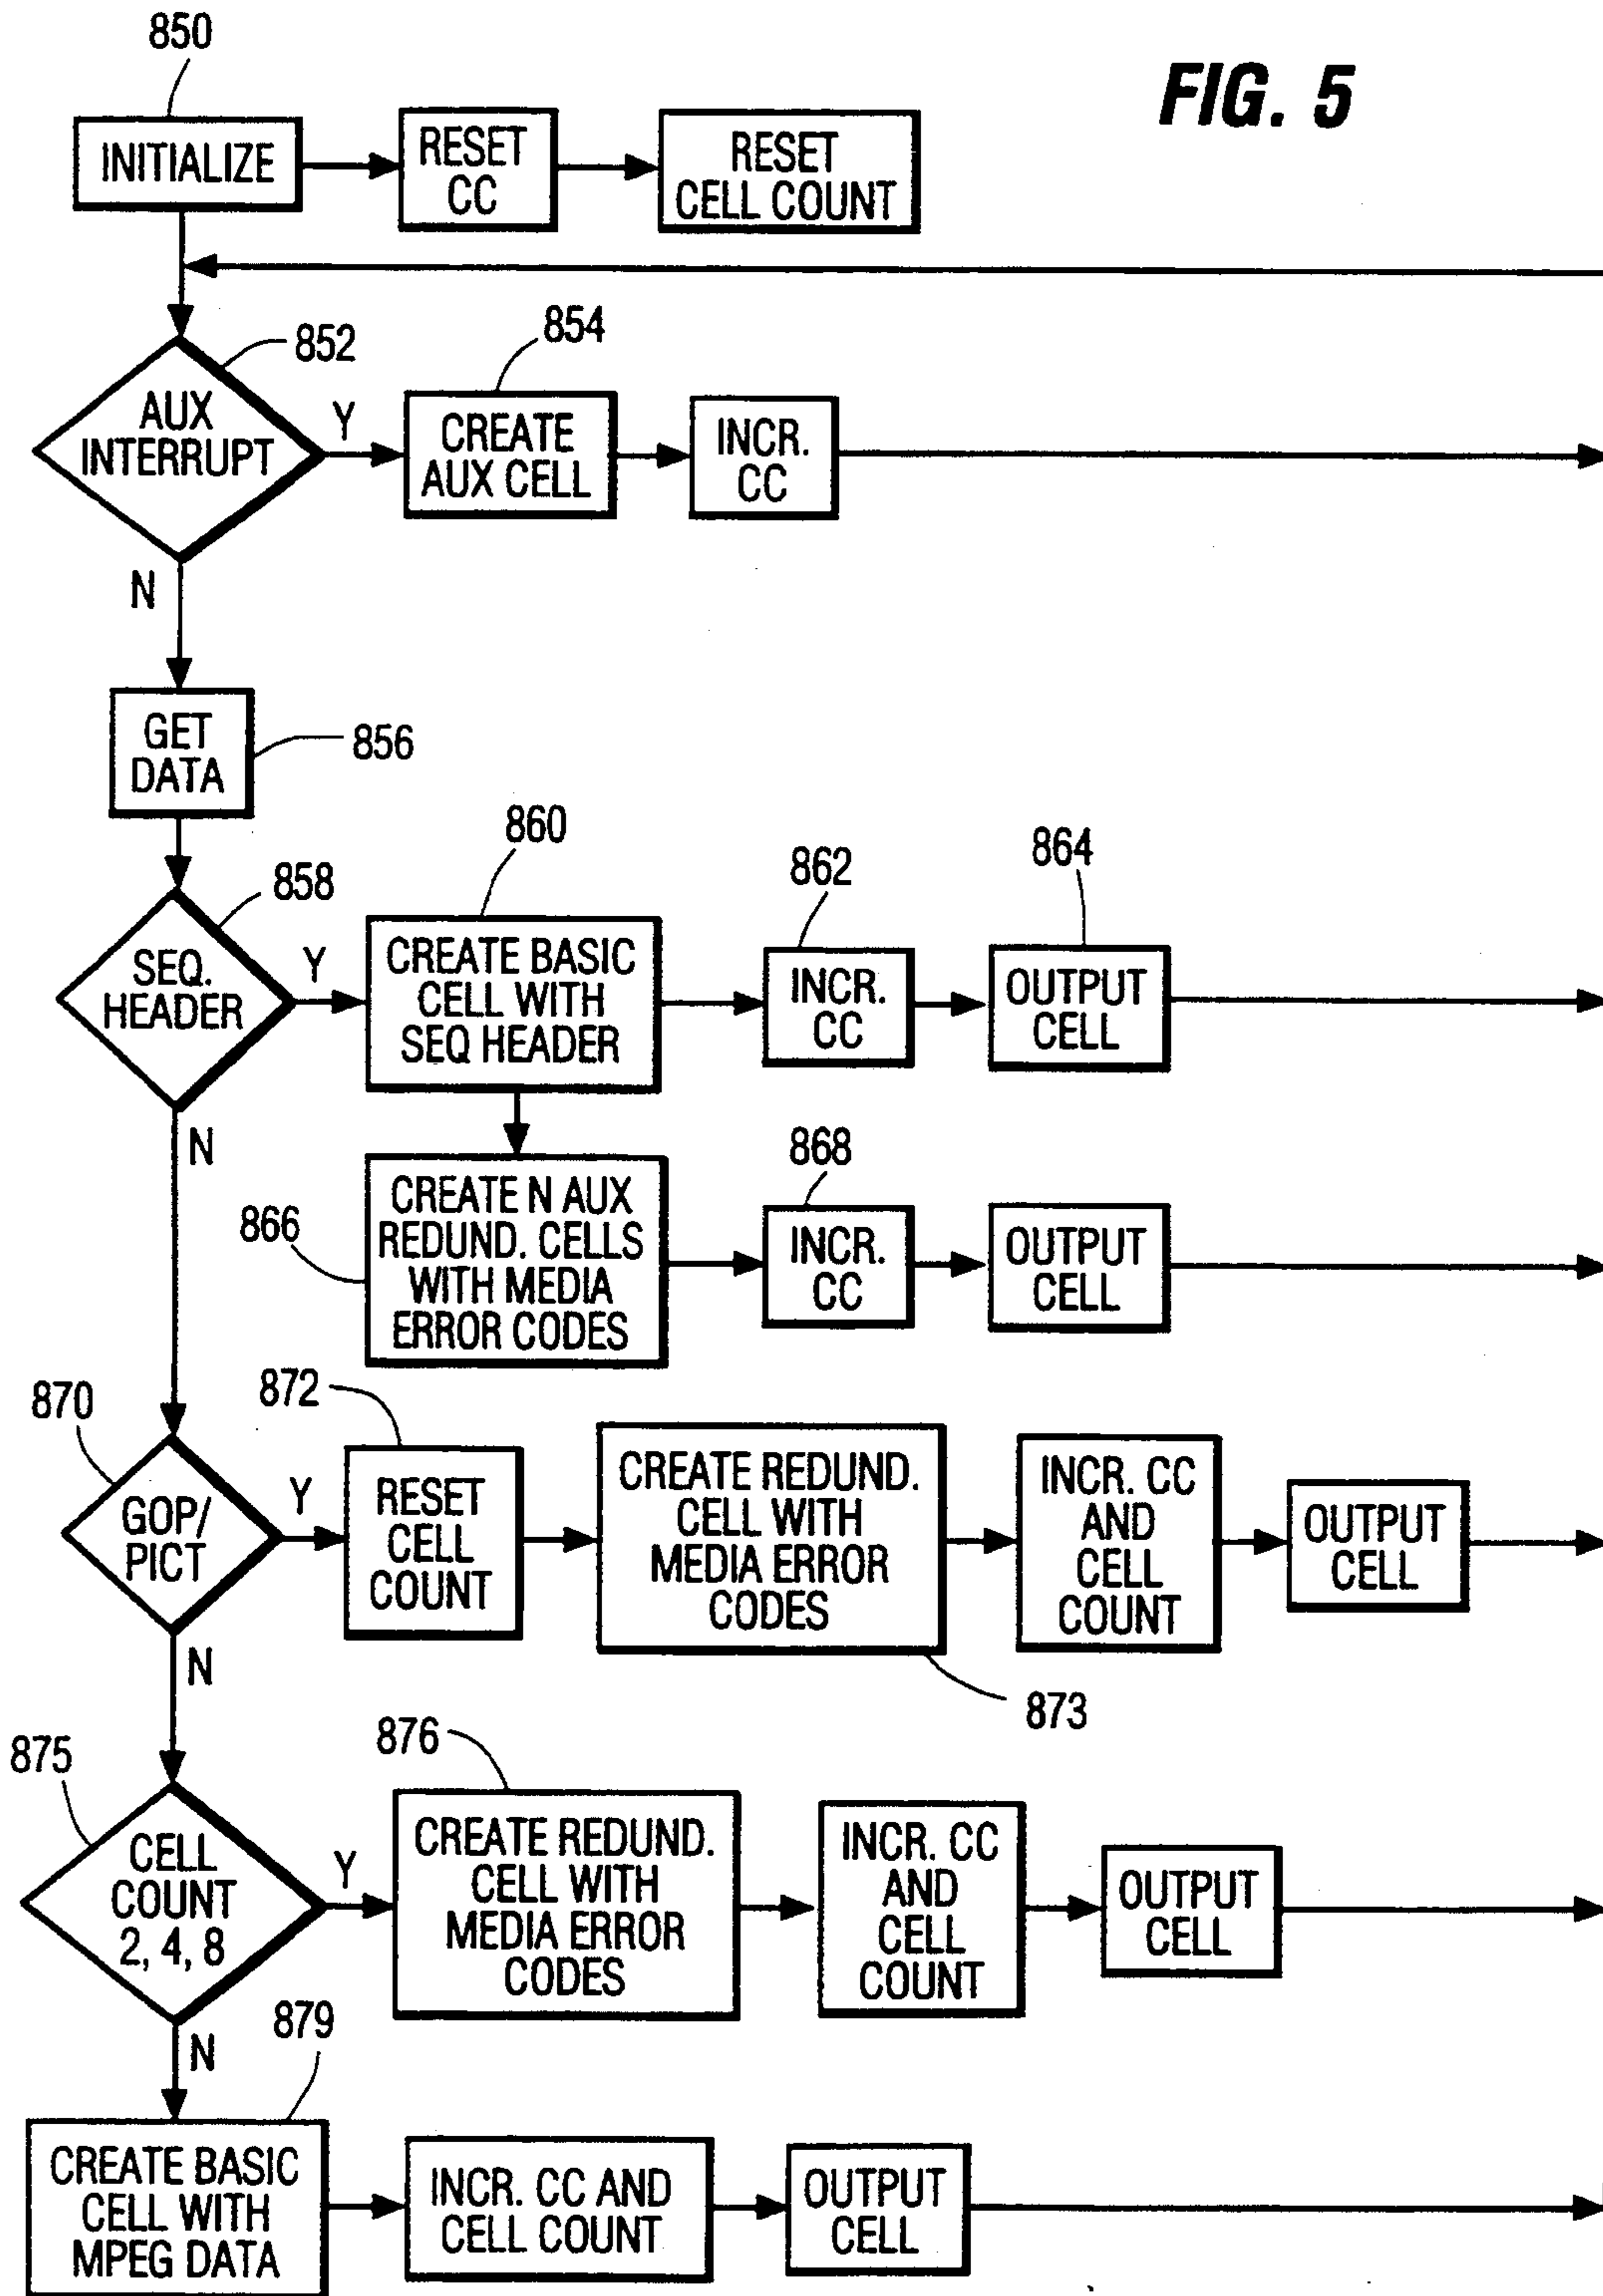 850
FIG. 5
INITIALIZE
RESET
CC
RESET
CELL COUNT
852
AUX
INTERRUPT
Y
N
854
CREATE
AUX CELL
INCR.
CC
GET
DATA
856
858
SEQ.
HEADER
Y
N
860
CREATE BASIC
CELL WITH
SEQ HEADER
862
INCR.
CC
864
OUTPUT
CELL
866
CREATE N AUX
REDUND. CELLS
WITH MEDIA
ERROR CODES
868
INCR.
CC
OUTPUT
CELL
870
GOP/
PICT
Y
N
872
RESET
CELL
COUNT
CREATE REDUND.
CELL WITH
MEDIA ERROR
CODES
873
INCR. CC
AND
CELL
COUNT
OUTPUT
CELL
875
CELL
COUNT
2, 4, 8
Y
N
876
CREATE REDUND.
CELL WITH
MEDIA ERROR
CODES
INCR. CC
AND
CELL
COUNT
OUTPUT
CELL
879
CREATE BASIC
CELL WITH
MPEG DATA
INCR. CC AND
CELL COUNT
OUTPUT
CELL